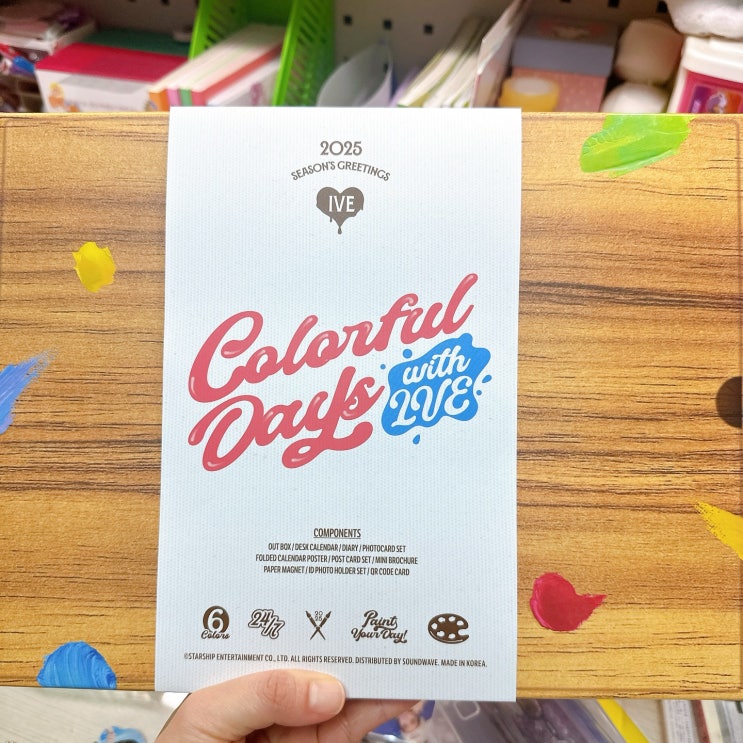 2025
SEASON'S GREETINGS
IVE
Colorful
Days
with
IVE
COMPONENTS
OUT BOX / DESK CALENDAR / DIARY / PHOTOCARD SET
FOLDED CALENDAR POSTER / POST CARD SET / MINI BROCHURE
PAPER MAGNET / ID PHOTO HOLDER SET / QR CODE CARD
6
Colors
24/7
20
25
Paint
Your Day!
©STARSHIP ENTERTAINMENT CO., LTD. ALL RIGHTS RESERVED. DISTRIBUTED BY SOUNDWAVE. MADE IN KOREA.